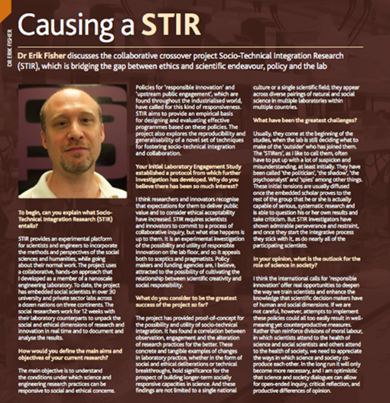 DR ERIK FISHER
Causing a STIR
Dr Erik Fisher discusses the collaborative crossover project Socio-Technical Integration Research
(STIR), which is bridging the gap between ethics and scientific endeavour, policy and the lab
To begin, can you explain what Socio-
Technical Integration Research (STIR)
entails?
STIR provides an experimental platform
for scientists and engineers to incorporate
the methods and perspectives of the social
sciences and humanities, while going
about their normal work. The project uses
a collaborative, hands-on approach that
I developed as a member of a nanoscale
engineering laboratory. To date, the project
has embedded social scientists in over 30
university and private sector labs across
a dozen nations on three continents. The
social researchers work for 12 weeks with
their laboratory counterparts to unpack the
social and ethical dimensions of research and
innovation in real time and to document and
analyse the results.
How would you define the main aims and
objectives of your current research?
The main objective is to understand
the conditions under which science and
engineering research practices can be
responsive to social and ethical concerns.
Policies for 'responsible innovation' and
'upstream public engagement', which are
found throughout the industrialised world,
have called for this kind of responsiveness.
STIR aims to provide an empirical basis
for designing and evaluating effective
programmes based on these policies. The
project also explores the reproducibility and
generalisability of a novel set of techniques
for fostering socio-technical integration
and collaboration.
Your initial Laboratory Engagement Study
established a protocol from which further
investigation has developed. Why do you
believe there has been so much interest?
I think researchers and innovators recognise
that expectations for them to deliver public
value and to consider ethical acceptability
have increased. STIR requires scientists
and innovators to commit to a process of
collaborative inquiry, but what else happens is
up to them. It is an experimental investigation
of the possibility and utility of responsible
innovation on the lab floor, and so it appeals
both to sceptics and pragmatists. Policy
makers and funding agencies are, I believe,
attracted to the possibility of cultivating the
relationship between scientific creativity and
social responsibility.
What do you consider to be the greatest
success of the project so far?
The project has provided proof-of-concept for
the possibility and utility of socio-technical
integration. It has found a correlation between
observation, engagement and the alteration
of research practices for the better. These
concrete and tangible examples of changes
in laboratory practice, whether in the form of
social and ethical deliberations or technical
breakthroughs, hold significance for the
prospect of building longer-term socially
responsive capacities in science. And these
findings are not limited to a single national
culture or a single scientific field; they appear
across diverse pairings of natural and social
science in multiple laboratories within
multiple countries.
What have been the greatest challenges?
Usually, they come at the beginning of the
studies, when the lab is still deciding what to
make of the 'outsider' who has joined them.
The 'STIRers', as I like to call them, often
have to put up with a lot of suspicion and
misunderstanding, at least initially. They have
been called 'the politician', 'the shadow', 'the
psychoanalyst' and 'spies' among other things.
These initial tensions are usually diffused
once the embedded scholar proves to the
rest of the group that he or she is actually
capable of serious, systematic research and
is able to question his or her own results and
take criticism. But STIR investigators have
shown admirable perseverance and restraint,
and once they start the integrative process
they stick with it, as do nearly all of the
participating scientists.
In your opinion, what is the outlook for the
role of science in society?
I think the international calls for 'responsible
innovation' offer real opportunities to deepen
the way we train scientists and enhance the
knowledge that scientific decision makers have
of human and social dimensions. If we are
not careful, however, attempts to implement
these policies could all too easily result in well-
meaning yet counterproductive measures.
Rather than reinforce divisions of moral labour,
in which scientists attend to the health of
science and social scientists and others attend
to the health of society, we need to appreciate
the ways in which science and society co-
produce each other. In the long run it will only
become more necessary, and I am optimistic
that science and society dialogues can allow
for open-ended inquiry, critical reflection, and
productive differences of opinion.